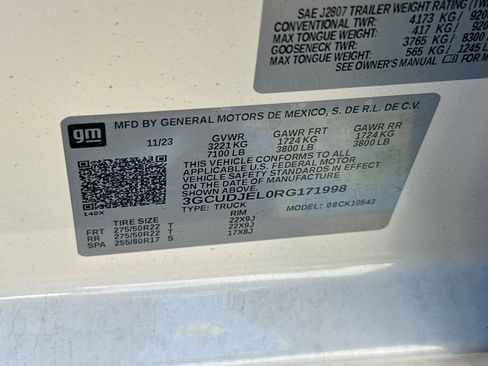 SAE J2807 TRAILER WEIGHT RATING
CONVENTIONAL TWR: 4173 KG /
MAX TONGUE WEIGHT: 417 KG /
GOOSENECK TWR: 3765 KG / 8300
MAX TONGUE WEIGHT: 565 KG / 1245
SEE OWNER'S MANUAL FOR
gm
MFD BY GENERAL MOTORS DE MEXICO, S. DE R.L. DE C.V.
11/23 GVWR GAWR FRT GAWR RR
3221 KG 1724 KG 1724 KG
7100 LB 3800 LB 3800 LB
THIS VEHICLE CONFORMS TO ALL
APPLICABLE U.S. FEDERAL MOTOR
VEHICLE SAFETY STANDARDS IN EFFECT
ON THE DATE OF MANUFACTURE SHOWN ABOVE.
3GCUDJEL0RG171998
TYPE: TRUCK MODEL: 08CK10543
140X
TIRE SIZE RIM
FRT 275/50R22 T 22X9J
RR 275/50R22 T 22X9J
SPA 255/80R17 S 17X8J